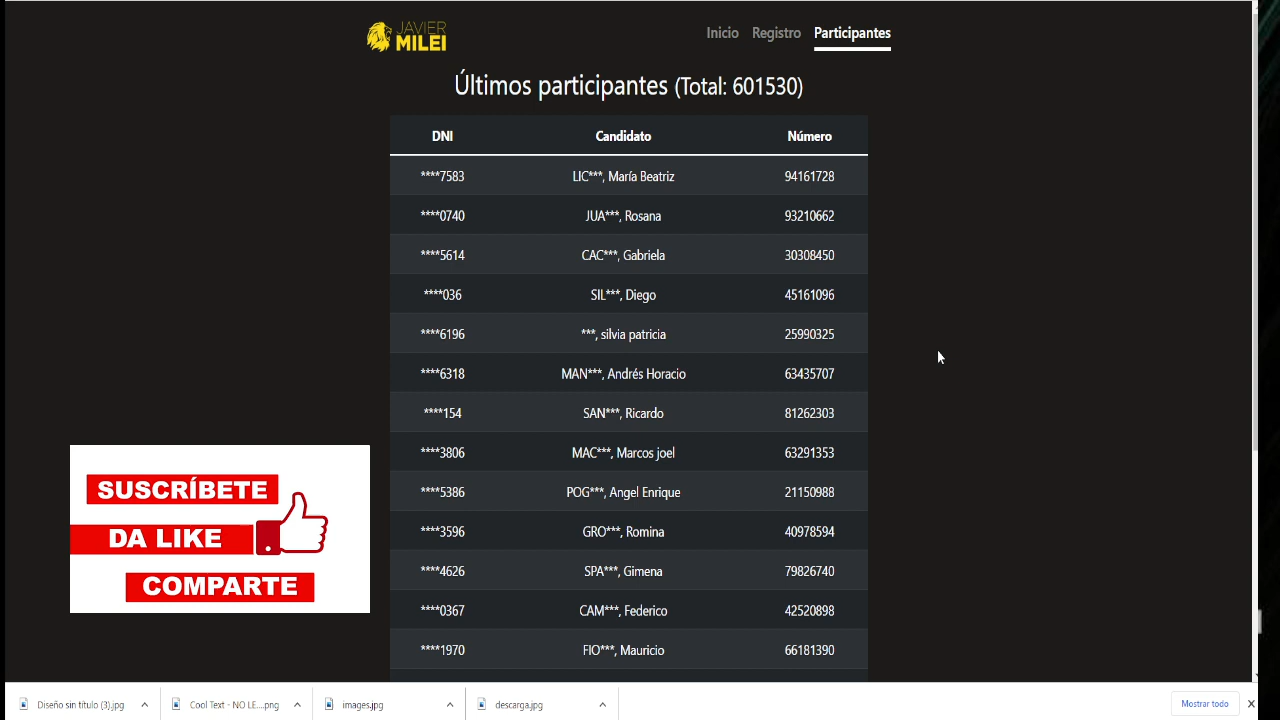 JAVIER
MILEI
Inicio Registro Participantes
Últimos participantes (Total: 601530)
DNI Candidato Número
****7583 LIC***, María Beatriz 94161728
****0740 JUA***, Rosana 93210662
****5614 CAC***, Gabriela 30308450
****036 SIL***, Diego 45161096
****6196 ***, silvia patricia 25990325
****6318 MAN***, Andrés Horacio 63435707
****154 SAN***, Ricardo 81262303
****3806 MAC***, Marcos joel 63291353
****5386 POG***, Angel Enrique 21150988
****3596 GRO***, Romina 40978594
****4626 SPA***, Gimena 79826740
****0367 CAM***, Federico 42520898
****1970 FIO***, Mauricio 66181390
SUSCRÍBETE
DA LIKE
COMPARTE
Diseño sin título (3).jpg Cool Text - NO LE....png images.jpg descarga.jpg Mostrar todo